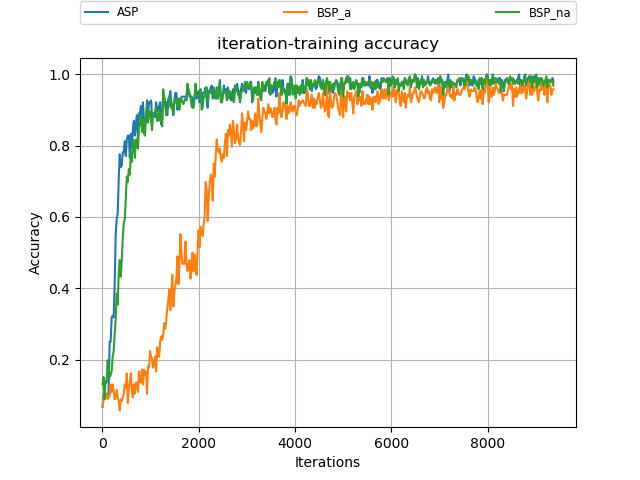 ASP BSP_a BSP_na
iteration-training accuracy
1.0
0.8
0.6
0.4
0.2
Accuracy
0 2000 4000 6000 8000
Iterations